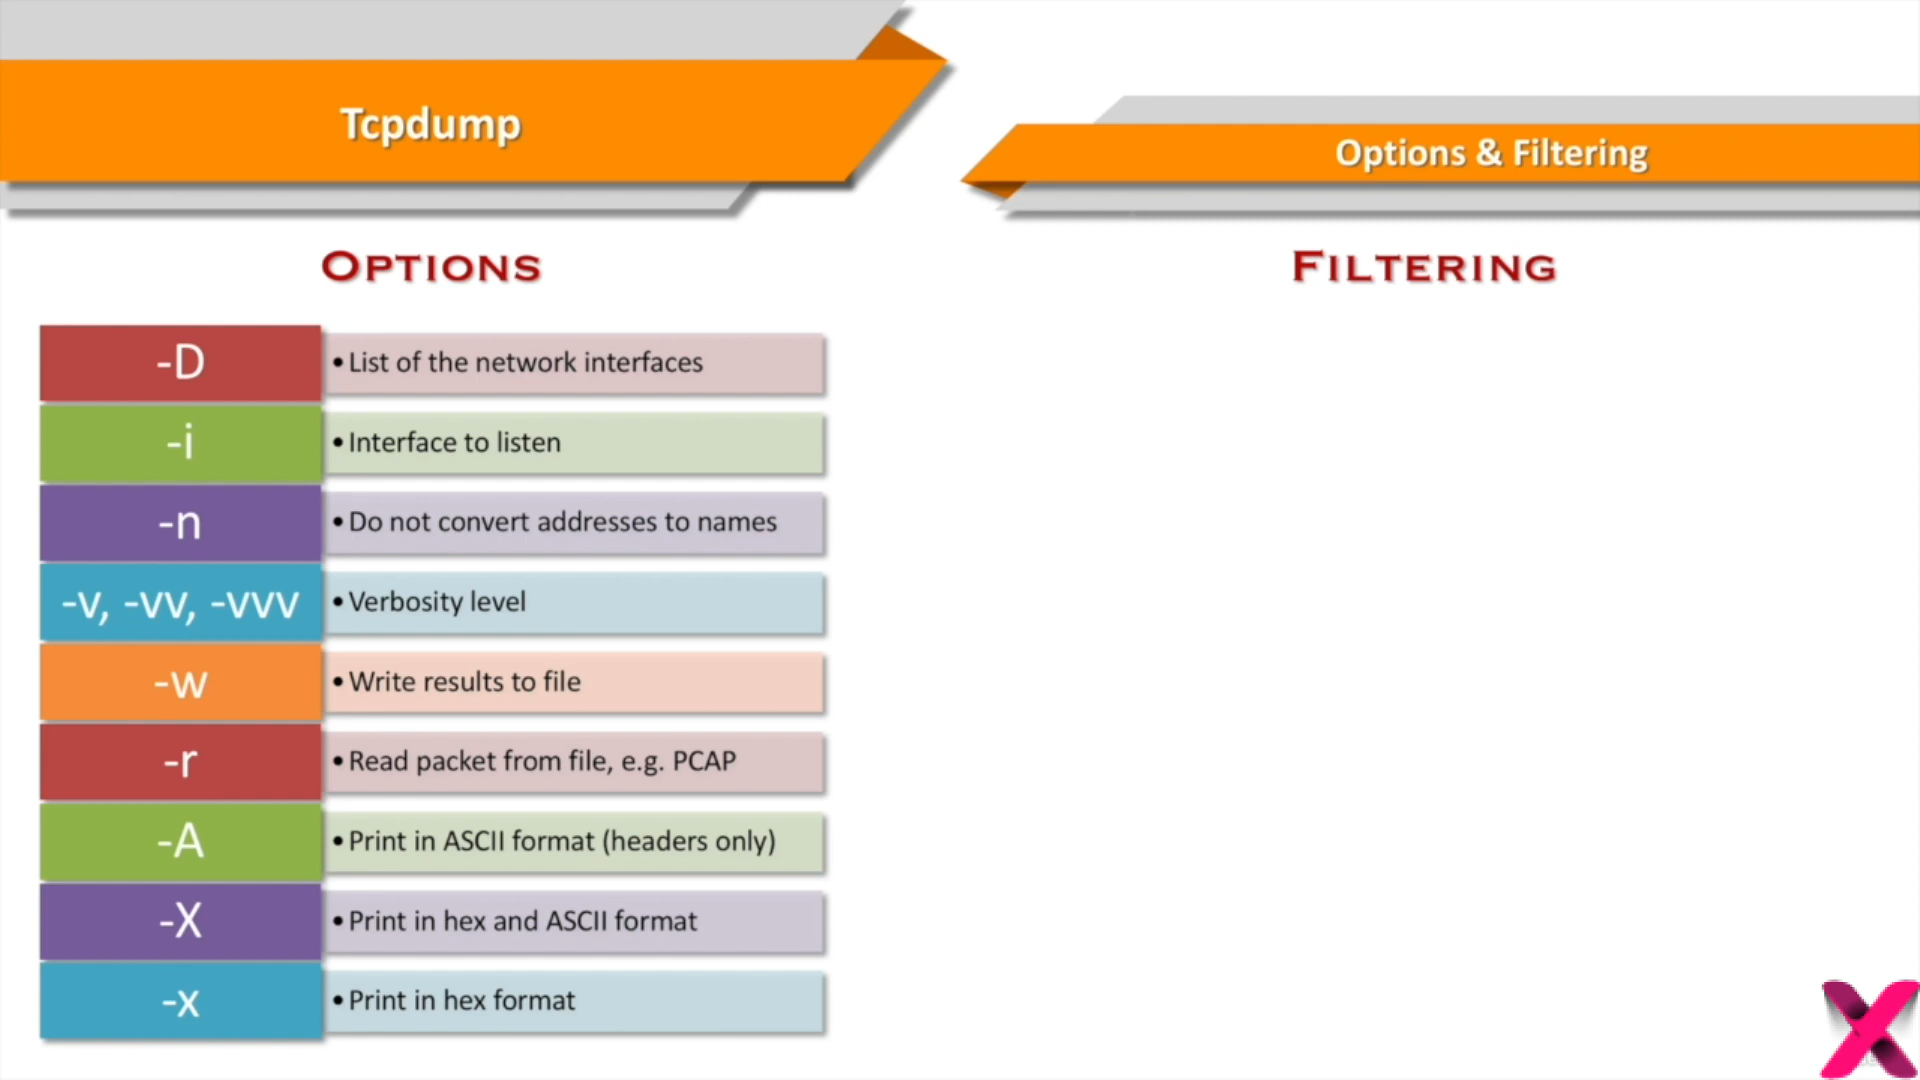 Tcpdump
Options & Filtering
OPTIONS
FILTERING
-D
•List of the network interfaces
-i
•Interface to listen
-n
•Do not convert addresses to names
-v, -vv, -vvv
•Verbosity level
-w
•Write results to file
-r
•Read packet from file, e.g. PCAP
-A
•Print in ASCII format (headers only)
-X
•Print in hex and ASCII format
-x
•Print in hex format